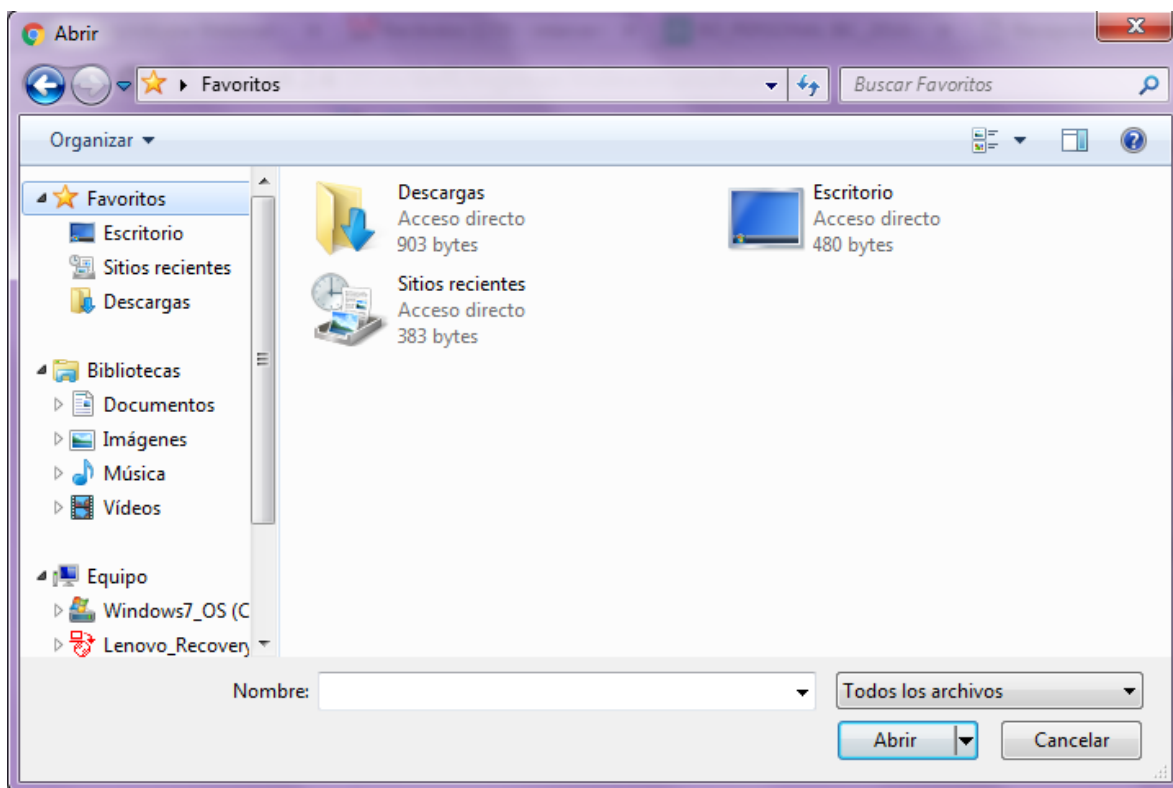 Abrir
Favoritos
Buscar Favoritos
Organizar
Favoritos
Escritorio
Sitios recientes
Descargas
Bibliotecas
Documentos
Imágenes
Música
Vídeos
Equipo
Windows7_OS (C
Lenovo_Recovery
Descargas
Acceso directo
903 bytes
Escritorio
Acceso directo
480 bytes
Sitios recientes
Acceso directo
383 bytes
Nombre:
Todos los archivos
Abrir
Cancelar